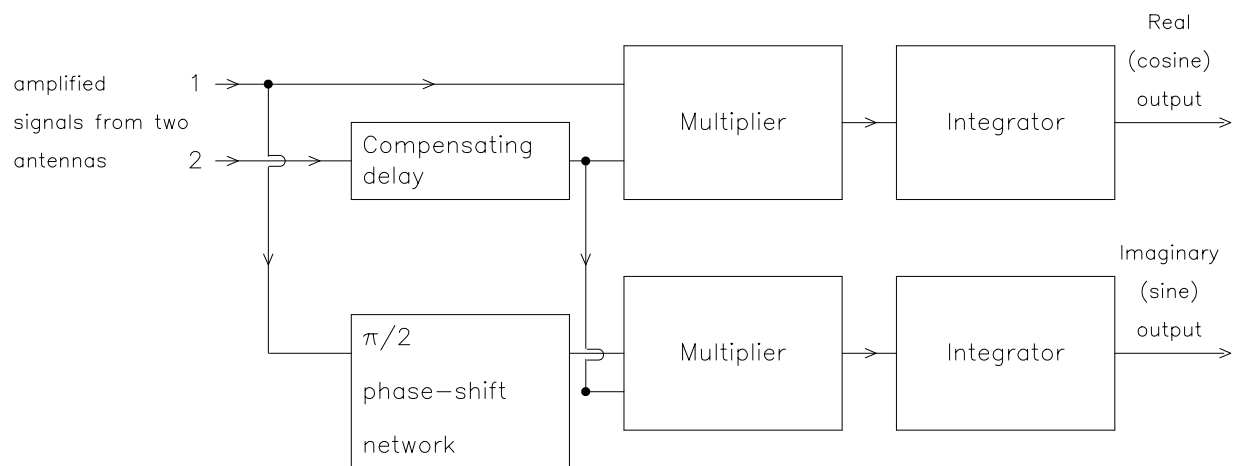 amplified
signals from two
antennas
1
2
Compensating
delay
π/2
phase-shift
network
Multiplier
Integrator
Real
(cosine)
output
Multiplier
Integrator
Imaginary
(sine)
output